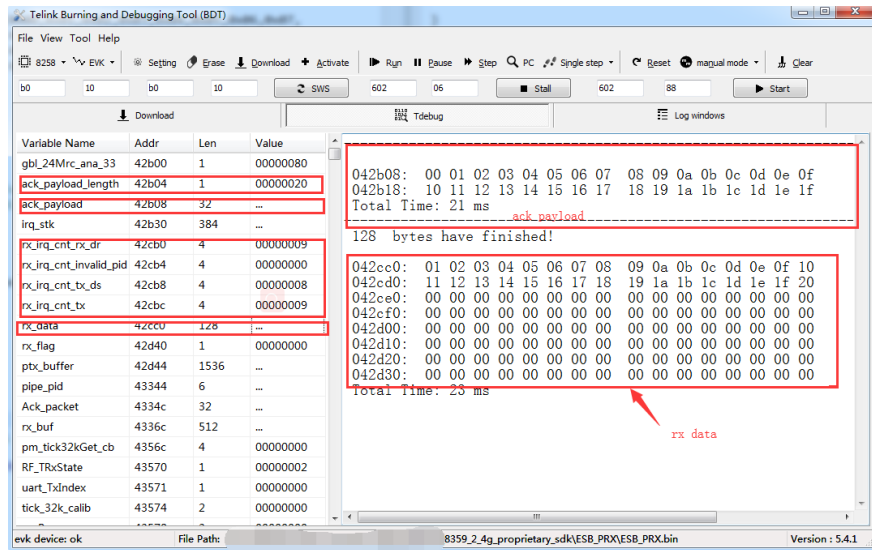 Telink Burning and Debugging Tool (BDT)
File View Tool Help
8258 EVK Setting Erase Download Activate Run Pause Step PC Single step Reset manual mode Clear
b0 10 b0 10 SWS 602 06 Stall 602 88 Start
Download Tdebug Log windows
Variable Name Addr Len Value
gbl_24Mrc_ana_33 42b00 1 00000080
ack_payload_length 42b04 1 00000020
ack_payload 42b08 32 ...
irq_stk 42b30 384 ...
rx_irq_cnt_rx_dr 42cb0 4 00000009
rx_irq_cnt_invalid_pid 42cb4 4 00000000
rx_irq_cnt_tx_ds 42cb8 4 00000008
rx_irq_cnt_tx 42cbc 4 00000009
rx_data 42cc0 128 ...
rx_flag 42d40 1 00000000
ptx_buffer 42d44 1536 ...
pipe_pid 43344 6 ...
Ack_packet 4334c 32 ...
rx_buf 4336c 512 ...
pm_tick32kGet_cb 4356c 4 00000000
RF_TRxState 43570 1 00000002
uart_TxIndex 43571 1 00000000
tick_32k_calib 43574 2 00000000
042b08: 00 01 02 03 04 05 06 07 08 09 0a 0b 0c 0d 0e 0f
042b18: 10 11 12 13 14 15 16 17 18 19 1a 1b 1c 1d 1e 1f
Total Time: 21 ms
ack payload
128 bytes have finished!
042cc0: 01 02 03 04 05 06 07 08 09 0a 0b 0c 0d 0e 0f 10
042cd0: 11 12 13 14 15 16 17 18 19 1a 1b 1c 1d 1e 1f 20
042ce0: 00 00 00 00 00 00 00 00 00 00 00 00 00 00 00 00
042cf0: 00 00 00 00 00 00 00 00 00 00 00 00 00 00 00 00
042d00: 00 00 00 00 00 00 00 00 00 00 00 00 00 00 00 00
042d10: 00 00 00 00 00 00 00 00 00 00 00 00 00 00 00 00
042d20: 00 00 00 00 00 00 00 00 00 00 00 00 00 00 00 00
042d30: 00 00 00 00 00 00 00 00 00 00 00 00 00 00 00 00
Total Time: 23 ms
rx data
evk device: ok File Path: 8359_2_4g_proprietary_sdk\ESB_PRX\ESB_PRX.bin Version : 5.4.1